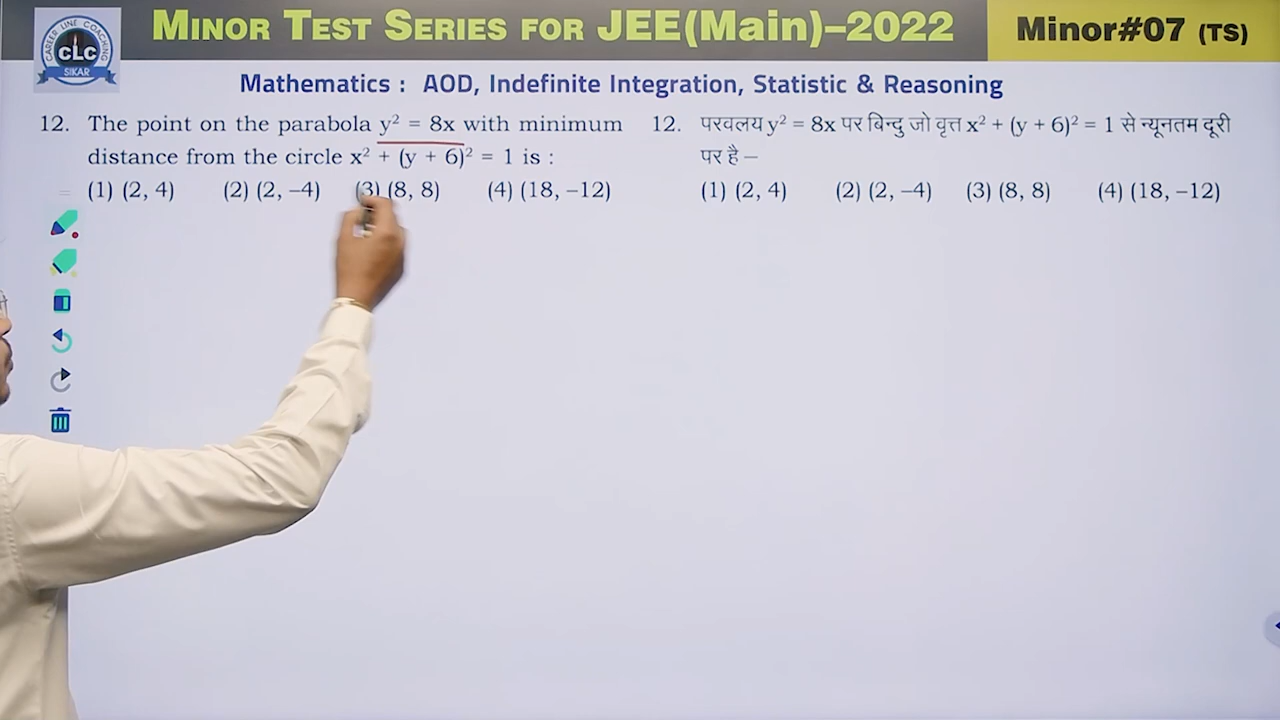 MINOR TEST SERIES FOR JEE(MAIN)–2022
Minor#07 (TS)
CAREER LINE COACHING
CLC
SIKAR
Mathematics : AOD, Indefinite Integration, Statistic & Reasoning
12. The point on the parabola y² = 8x with minimum
distance from the circle x² + (y + 6)² = 1 is :
(1) (2, 4) (2) (2, –4) (3) (8, 8) (4) (18, –12)
12. परवलय y² = 8x पर बिन्दु जो वृत्त x² + (y + 6)² = 1 से न्यूनतम दूरी
पर है –
(1) (2, 4) (2) (2, –4) (3) (8, 8) (4) (18, –12)